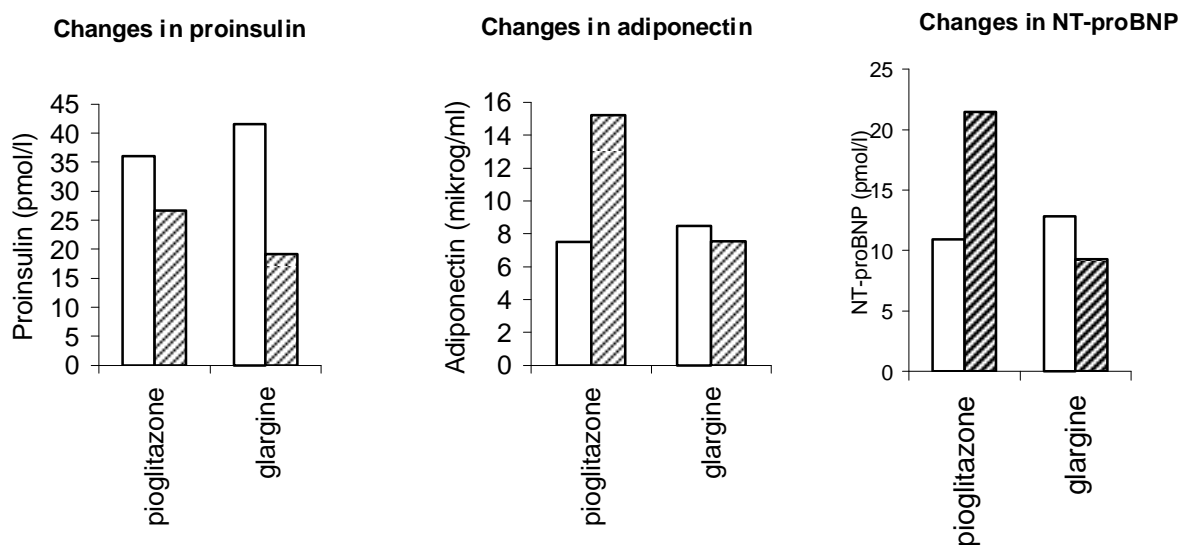 Changes in proinsulin
Proinsulin (pmol/l)
45
40
35
30
25
20
15
10
5
0
pioglitazone
glargine
Changes in adiponectin
Adiponectin (mikrog/ml)
16
14
12
10
8
6
4
2
0
pioglitazone
glargine
Changes in NT-proBNP
NT-proBNP (pmol/l)
25
20
15
10
5
0
pioglitazone
glargine